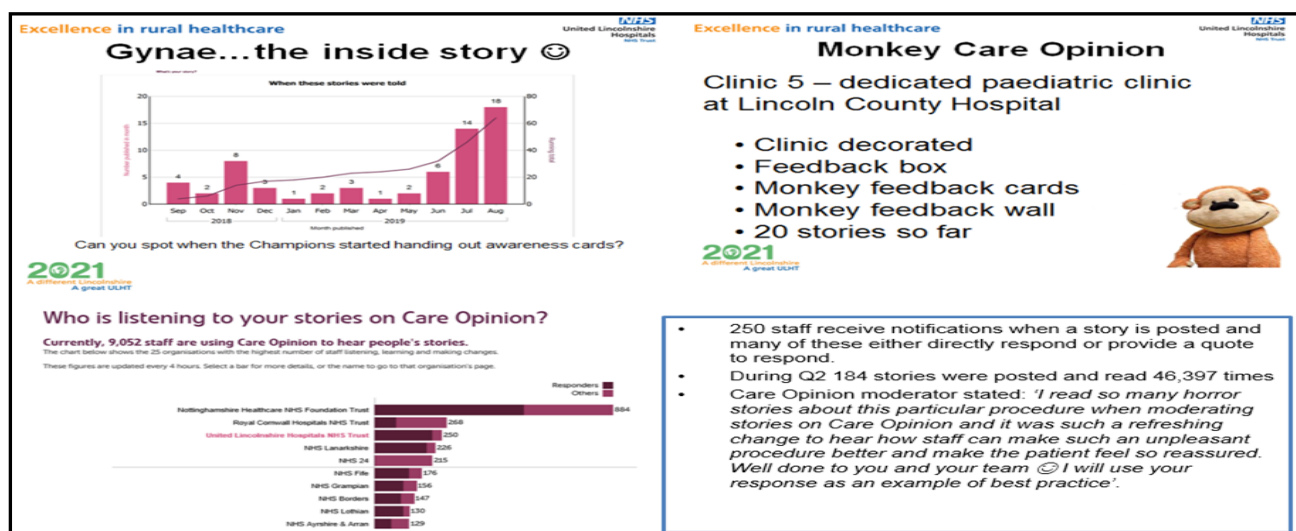 Excellence in rural healthcare
NHS
United Lincolnshire
Hospitals
NHS Trust
Gynae...the inside story ☺
What's your story?
When these stories were told
Number published in month
Running total
20
15
10
5
0
80
60
40
20
0
4
2
8
3
1
2
3
1
2
6
14
18
Sep Oct Nov Dec Jan Feb Mar Apr May Jun Jul Aug
2018 2019
Month published
Can you spot when the Champions started handing out awareness cards?
2021
A different Lincolnshire
A great ULHT
Excellence in rural healthcare
NHS
United Lincolnshire
Hospitals
NHS Trust
Monkey Care Opinion
Clinic 5 – dedicated paediatric clinic
at Lincoln County Hospital
• Clinic decorated
• Feedback box
• Monkey feedback cards
• Monkey feedback wall
• 20 stories so far
2021
A different Lincolnshire
A great ULHT
Who is listening to your stories on Care Opinion?
Currently, 9,052 staff are using Care Opinion to hear people's stories.
The chart below shows the 25 organisations with the highest number of staff listening, learning and making changes.
These figures are updated every 4 hours. Select a bar for more details, or the name to go to that organisation's page.
Responders
Others
Nottinghamshire Healthcare NHS Foundation Trust 884
Royal Cornwall Hospitals NHS Trust 268
United Lincolnshire Hospitals NHS Trust 250
NHS Lanarkshire 226
NHS 24 215
NHS Fife 176
NHS Grampian 156
NHS Borders 147
NHS Lothian 130
NHS Ayrshire & Arran 129
• 250 staff receive notifications when a story is posted and
many of these either directly respond or provide a quote
to respond.
• During Q2 184 stories were posted and read 46,397 times
• Care Opinion moderator stated: 'I read so many horror
stories about this particular procedure when moderating
stories on Care Opinion and it was such a refreshing
change to hear how staff can make such an unpleasant
procedure better and make the patient feel so reassured.
Well done to you and your team ☺ I will use your
response as an example of best practice'.